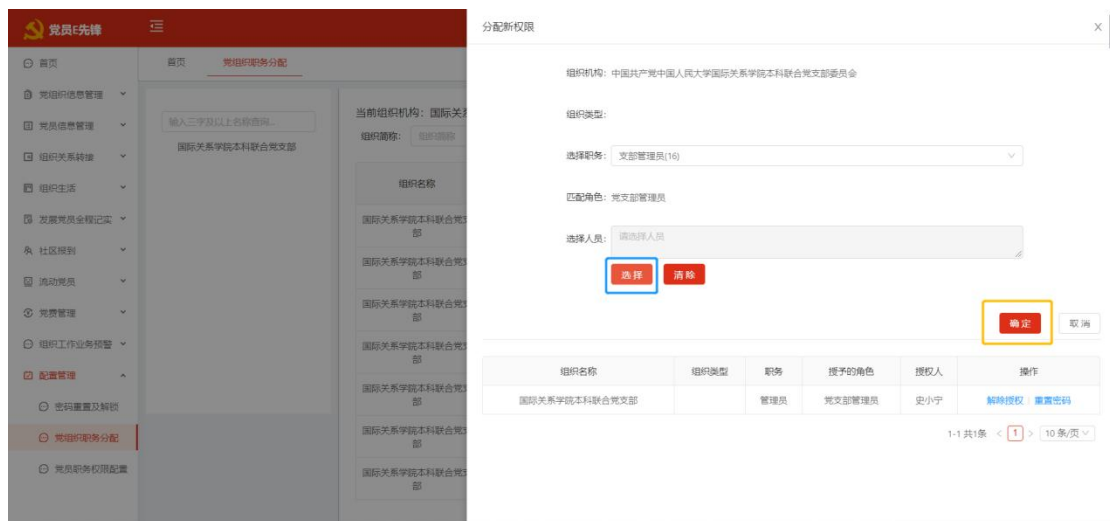 党员E先锋
首页
党组织信息管理
党员信息管理
组织关系转接
组织生活
发展党员全程记实
社区报到
流动党员
党费管理
组织工作业务预警
配置管理
密码重置及解锁
党组织职务分配
党员职务权限配置
首页 党组织职务分配
输入三字及以上名称查询...
国际关系学院本科联合党支部
当前组织机构：国际关系
组织简称： 组织简称
组织名称
国际关系学院本科联合党支
部
国际关系学院本科联合党支
部
国际关系学院本科联合党支
部
国际关系学院本科联合党支
部
国际关系学院本科联合党支
部
国际关系学院本科联合党支
部
国际关系学院本科联合党支
部
分配新权限
组织机构：中国共产党中国人民大学国际关系学院本科联合党支部委员会
组织类型：
选择职务： 支部管理员(16)
匹配角色：党支部管理员
选择人员： 请选择人员
选择 清除
确定 取消
组织名称 组织类型 职务 授予的角色 授权人 操作
国际关系学院本科联合党支部 管理员 党支部管理员 史小宁 解除授权 重置密码
1-1 共1条 < 1 > 10 条/页